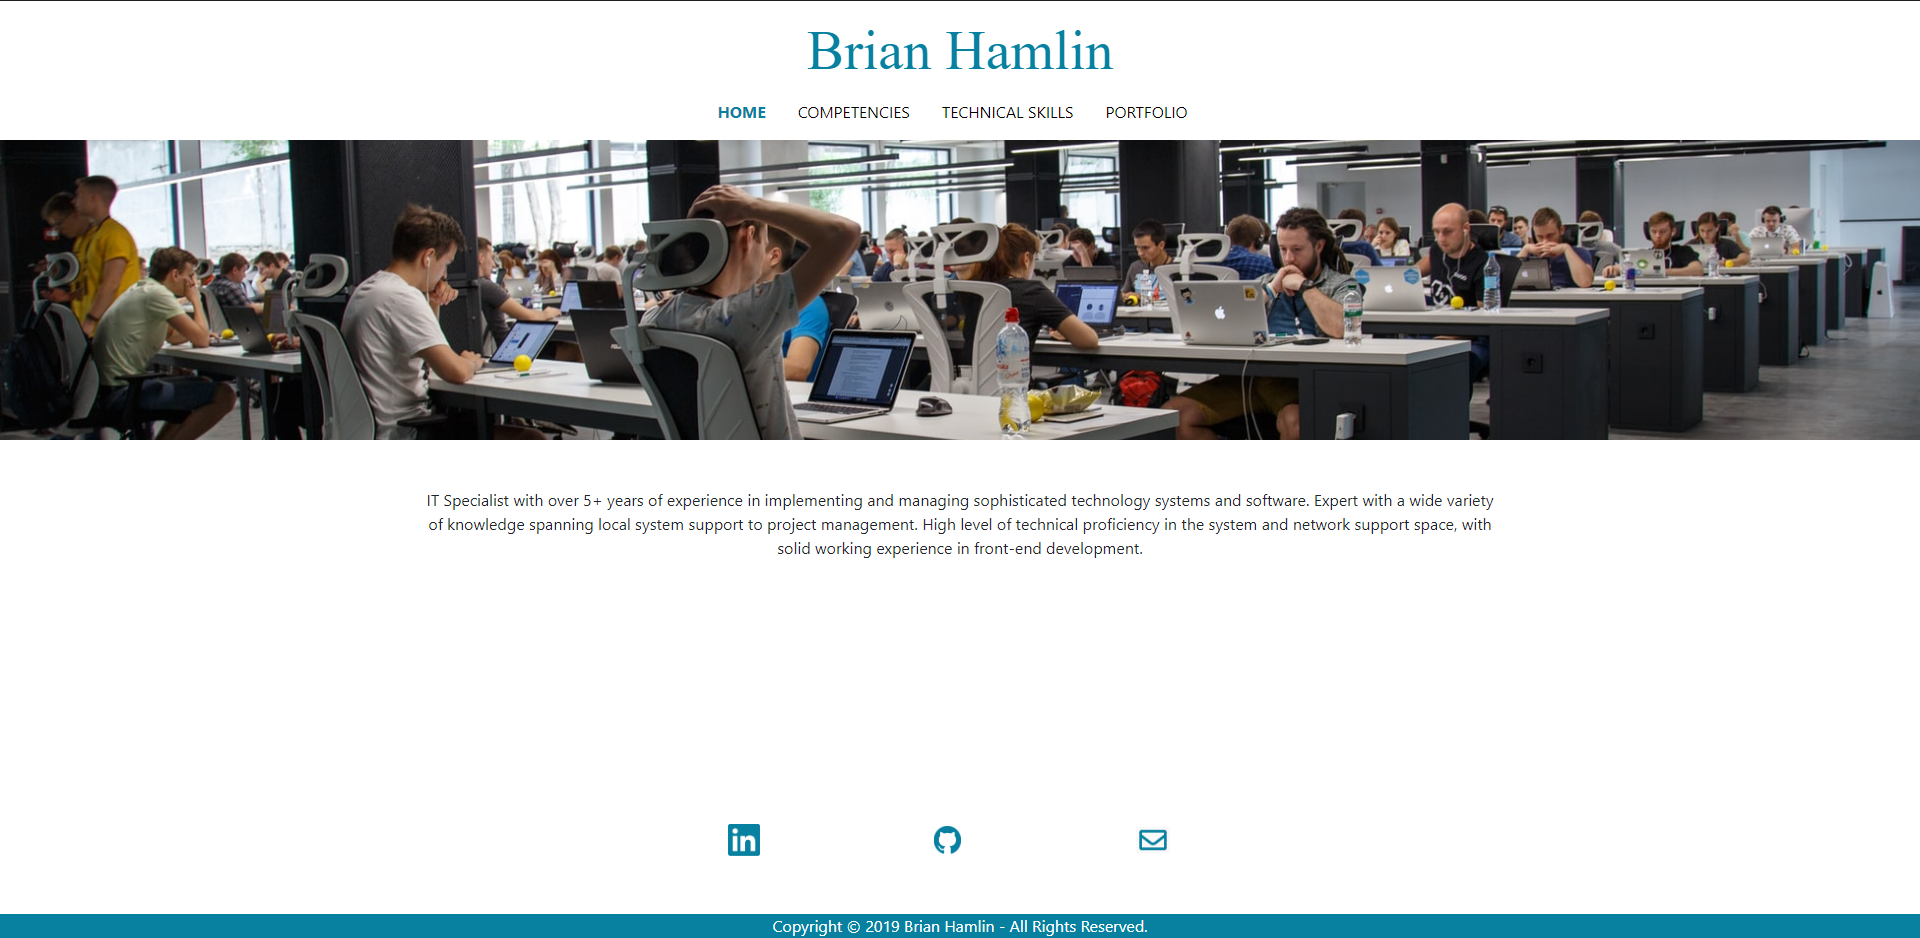 Brian Hamlin
HOME COMPETENCIES TECHNICAL SKILLS PORTFOLIO
IT Specialist with over 5+ years of experience in implementing and managing sophisticated technology systems and software. Expert with a wide variety
of knowledge spanning local system support to project management. High level of technical proficiency in the system and network support space, with
solid working experience in front-end development.
in
Copyright © 2019 Brian Hamlin - All Rights Reserved.